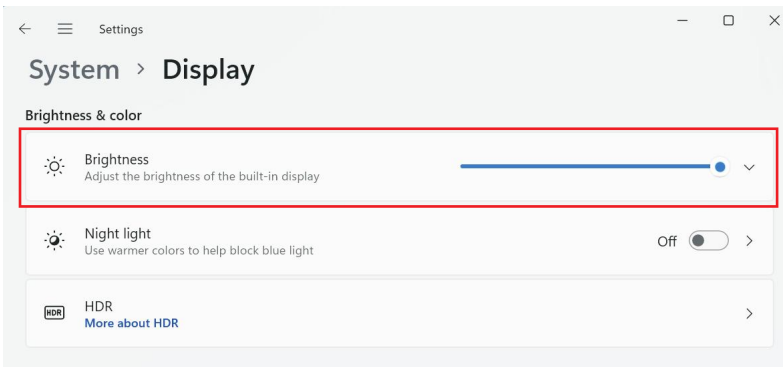 Settings
System > Display
Brightness & color
Brightness
Adjust the brightness of the built-in display
Night light
Use warmer colors to help block blue light
Off
HDR
HDR
More about HDR